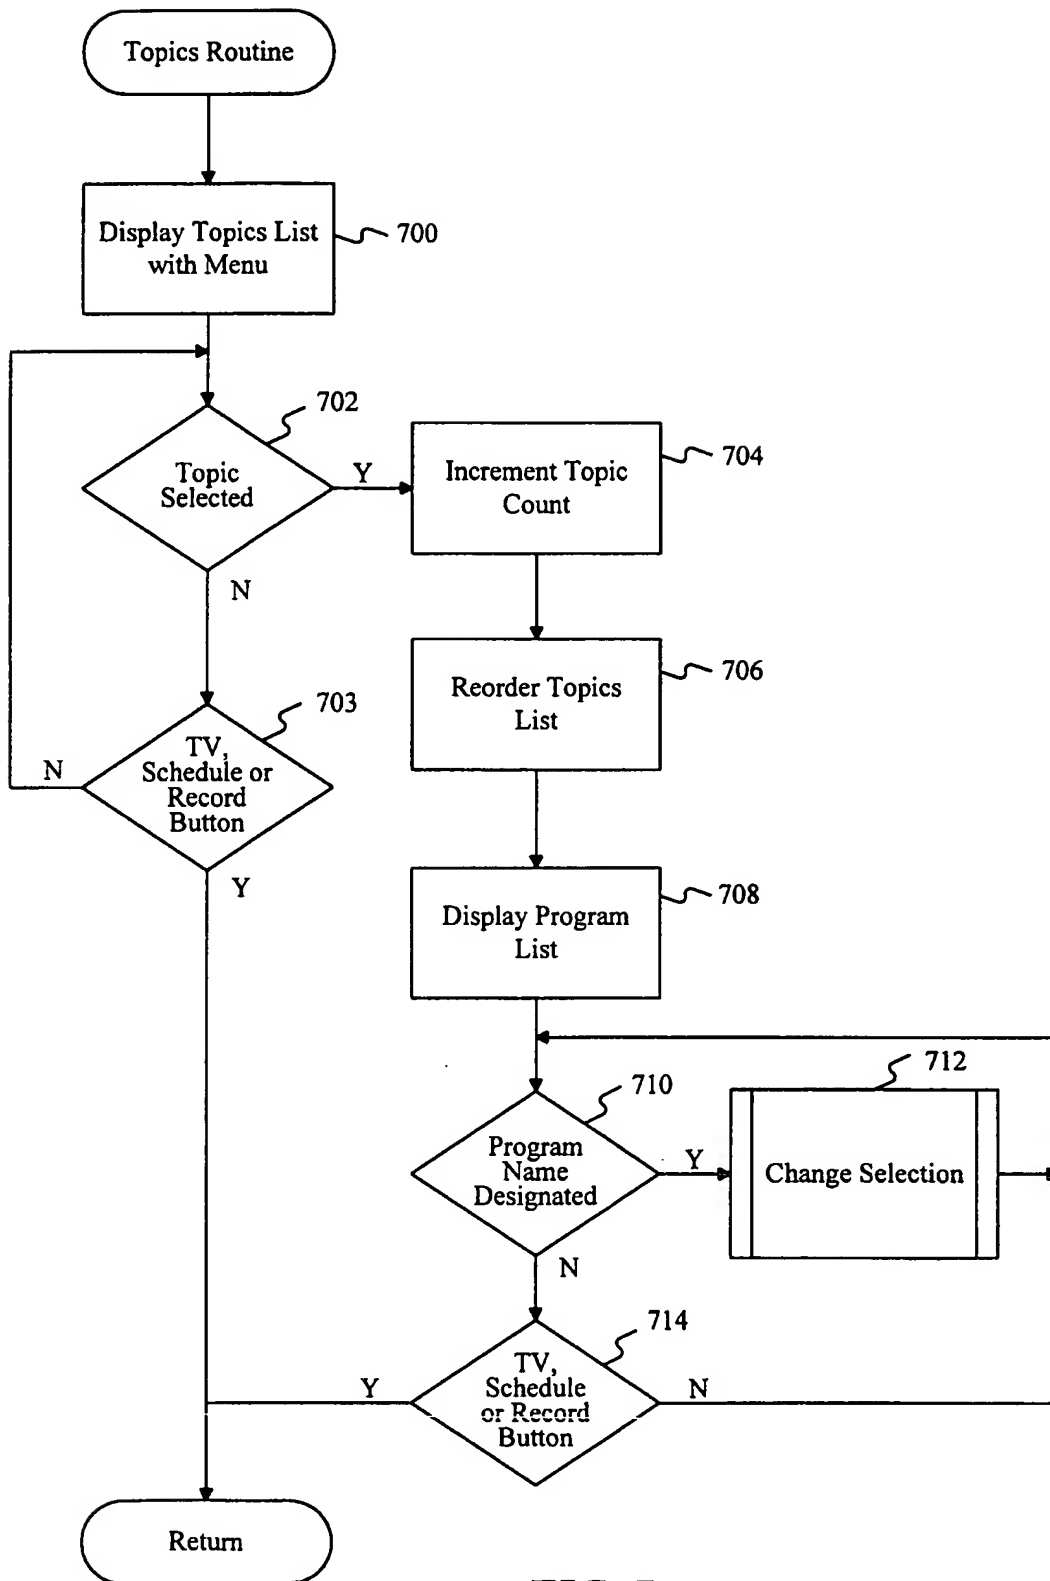 Topics Routine
Display Topics List
with Menu
700
702
Topic
Selected
Y
N
Increment Topic
Count
704
Reorder Topics
List
706
703
TV,
Schedule or
Record
Button
N
Y
Display Program
List
708
710
Program
Name
Designated
Y
N
712
Change Selection
714
TV,
Schedule
or Record
Button
Y
N
Return